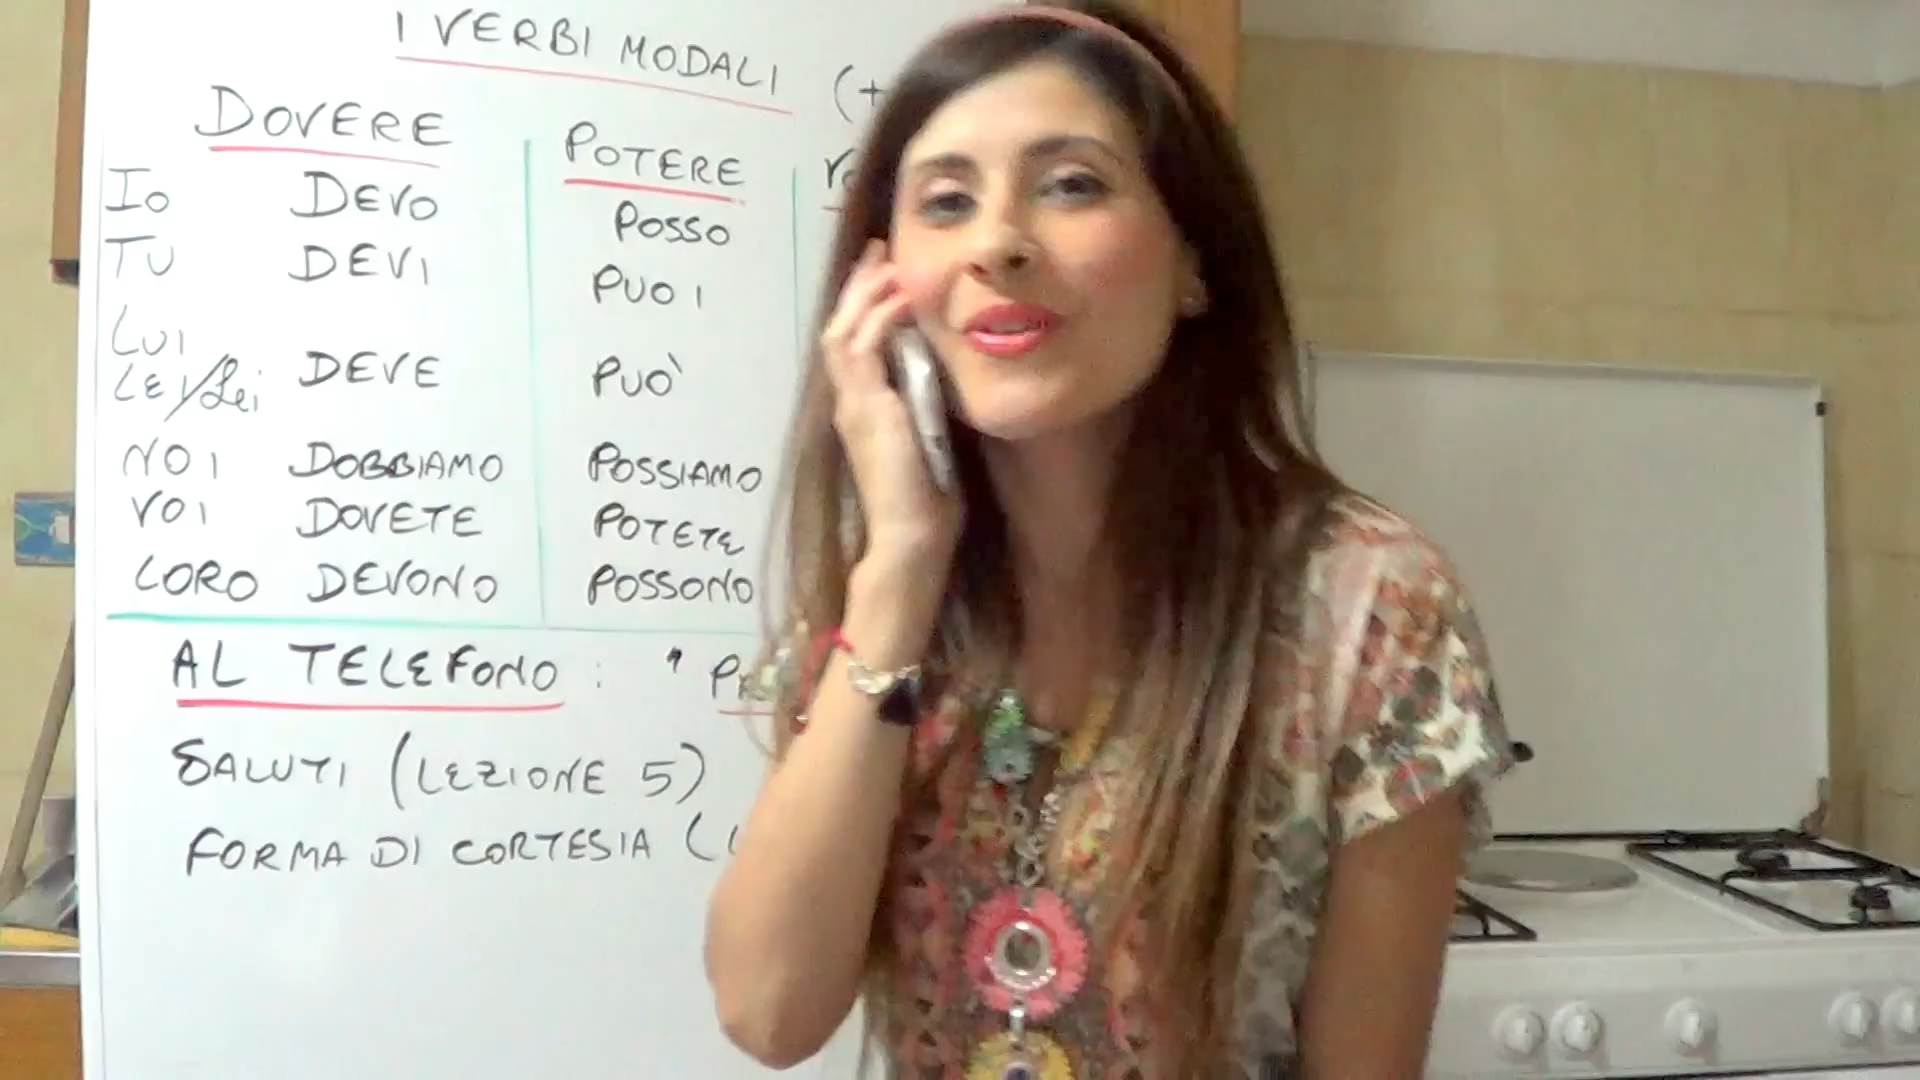 I VERBI MODALI (+
DOVERE POTERE
IO DEVO POSSO
TU DEVI PUOI
LUI
LEI/Lei DEVE PUÒ
NOI DOBBIAMO POSSIAMO
VOI DOVETE POTETE
LORO DEVONO POSSONO
AL TELEFONO :
SALUTI (LEZIONE 5)
FORMA DI CORTESIA (